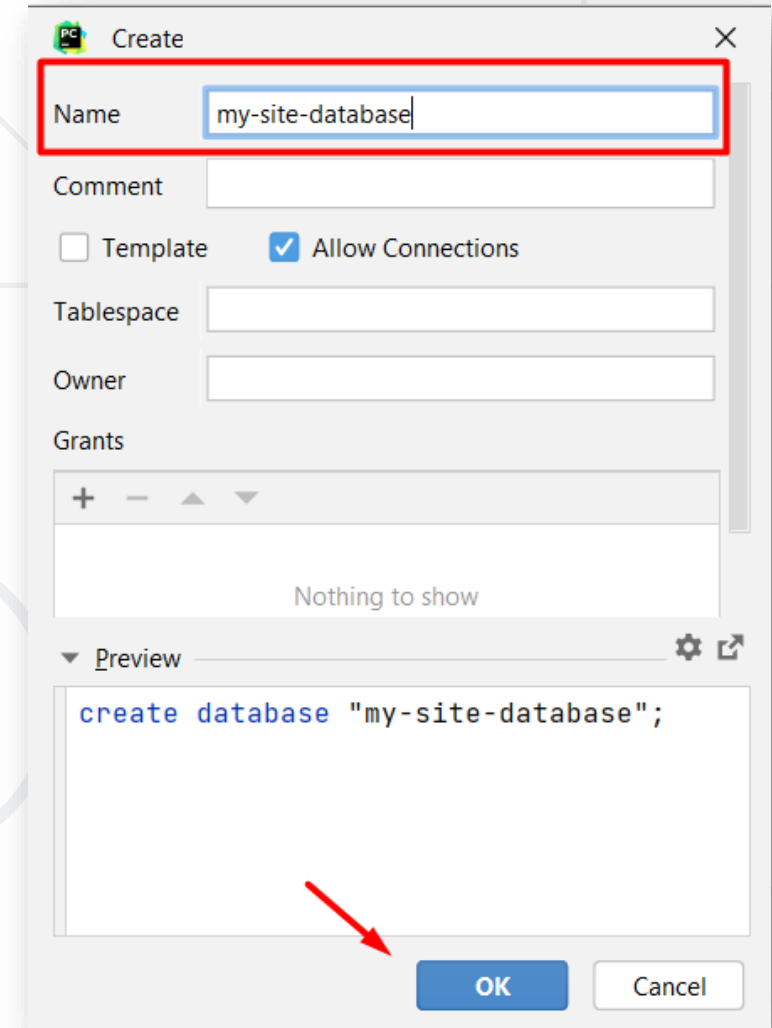 PC
Create
Name my-site-database
Comment
Template Allow Connections
Tablespace
Owner
Grants
Nothing to show
Preview
create database "my-site-database";
OK Cancel